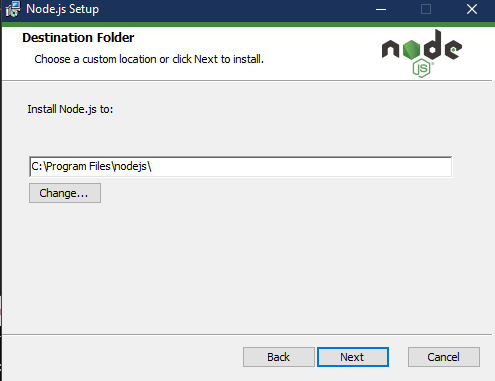 Node.js Setup
Destination Folder
Choose a custom location or click Next to install.
node
JS
Install Node.js to:
C:\Program Files\nodejs\
Change...
Back
Next
Cancel